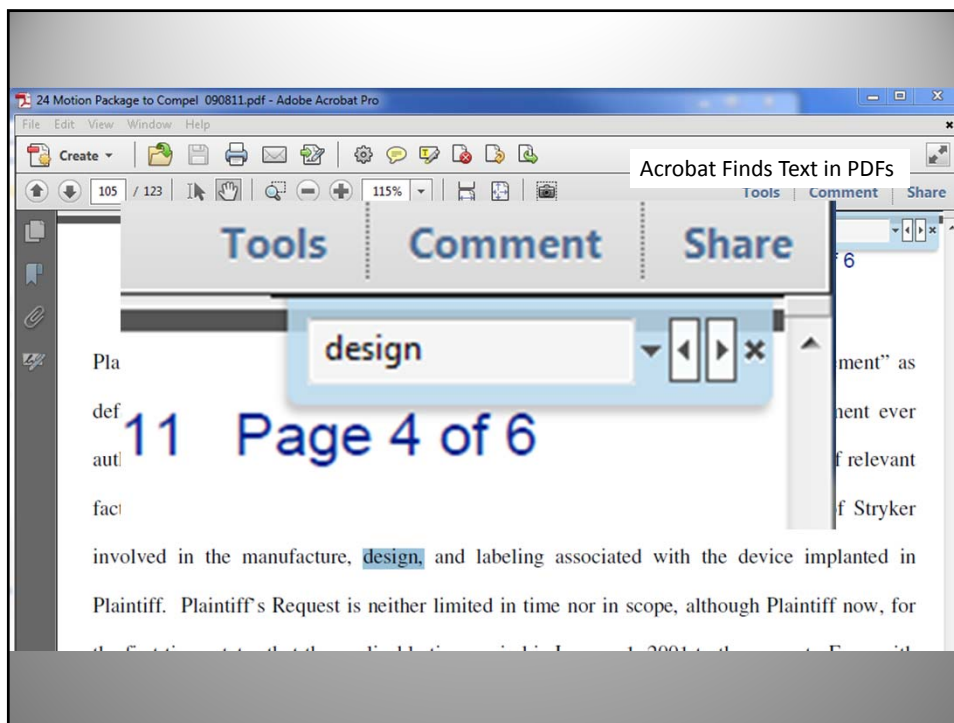 24 Motion Package to Compel 090811.pdf - Adobe Acrobat Pro
File Edit View Window Help
Create
Acrobat Finds Text in PDFs
105 / 123 115% Tools Comment Share
Tools Comment Share
6
design
Pla ment” as
def ment ever
11 Page 4 of 6
aut f relevant
fact f Stryker
involved in the manufacture, design, and labeling associated with the device implanted in
Plaintiff. Plaintiff’s Request is neither limited in time nor in scope, although Plaintiff now, for